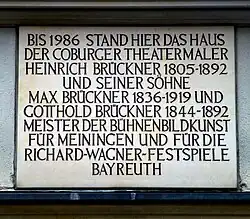 BIS 1986 STAND HIER DAS HAUS
DER COBURGER THEATERMALER
HEINRICH BRÜCKNER 1805-1892
UND SEINER SÖHNE
MAX BRÜCKNER 1836-1919 UND
GOTTHOLD BRÜCKNER 1844-1892
MEISTER DER BÜHNENBILDKUNST
FÜR MEININGEN UND FÜR DIE
RICHARD-WAGNER-FESTSPIELE
BAYREUTH